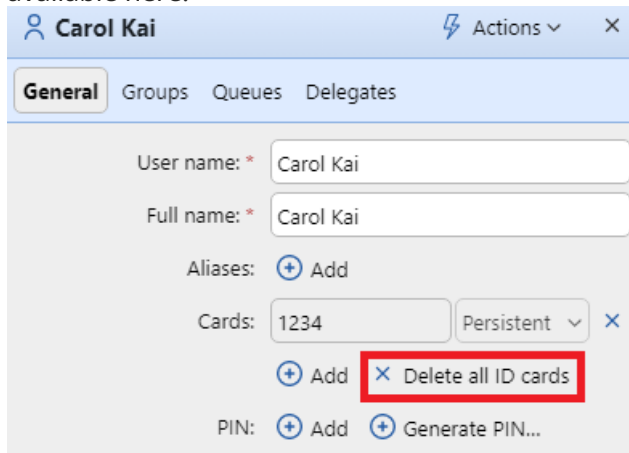 Carol Kai Actions
General Groups Queues Delegates
User name: * Carol Kai
Full name: * Carol Kai
Aliases: Add
Cards: 1234 Persistent
Add Delete all ID cards
PIN: Add Generate PIN...